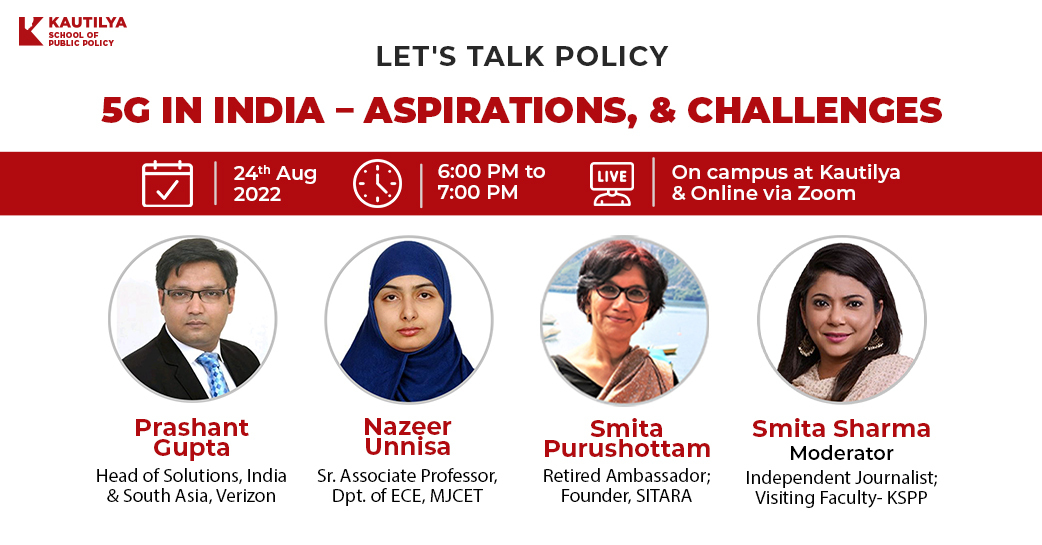 KAUTILYA
SCHOOL OF
PUBLIC POLICY
LET'S TALK POLICY
5G IN INDIA – ASPIRATIONS, & CHALLENGES
24th Aug
2022
6:00 PM to
7:00 PM
LIVE
On campus at Kautilya
& Online via Zoom
Prashant
Gupta
Head of Solutions, India
& South Asia, Verizon
Nazeer
Unnisa
Sr. Associate Professor,
Dpt. of ECE, MJCET
Smita
Purushottam
Retired Ambassador;
Founder, SITARA
Smita Sharma
Moderator
Independent Journalist;
Visiting Faculty- KSPP